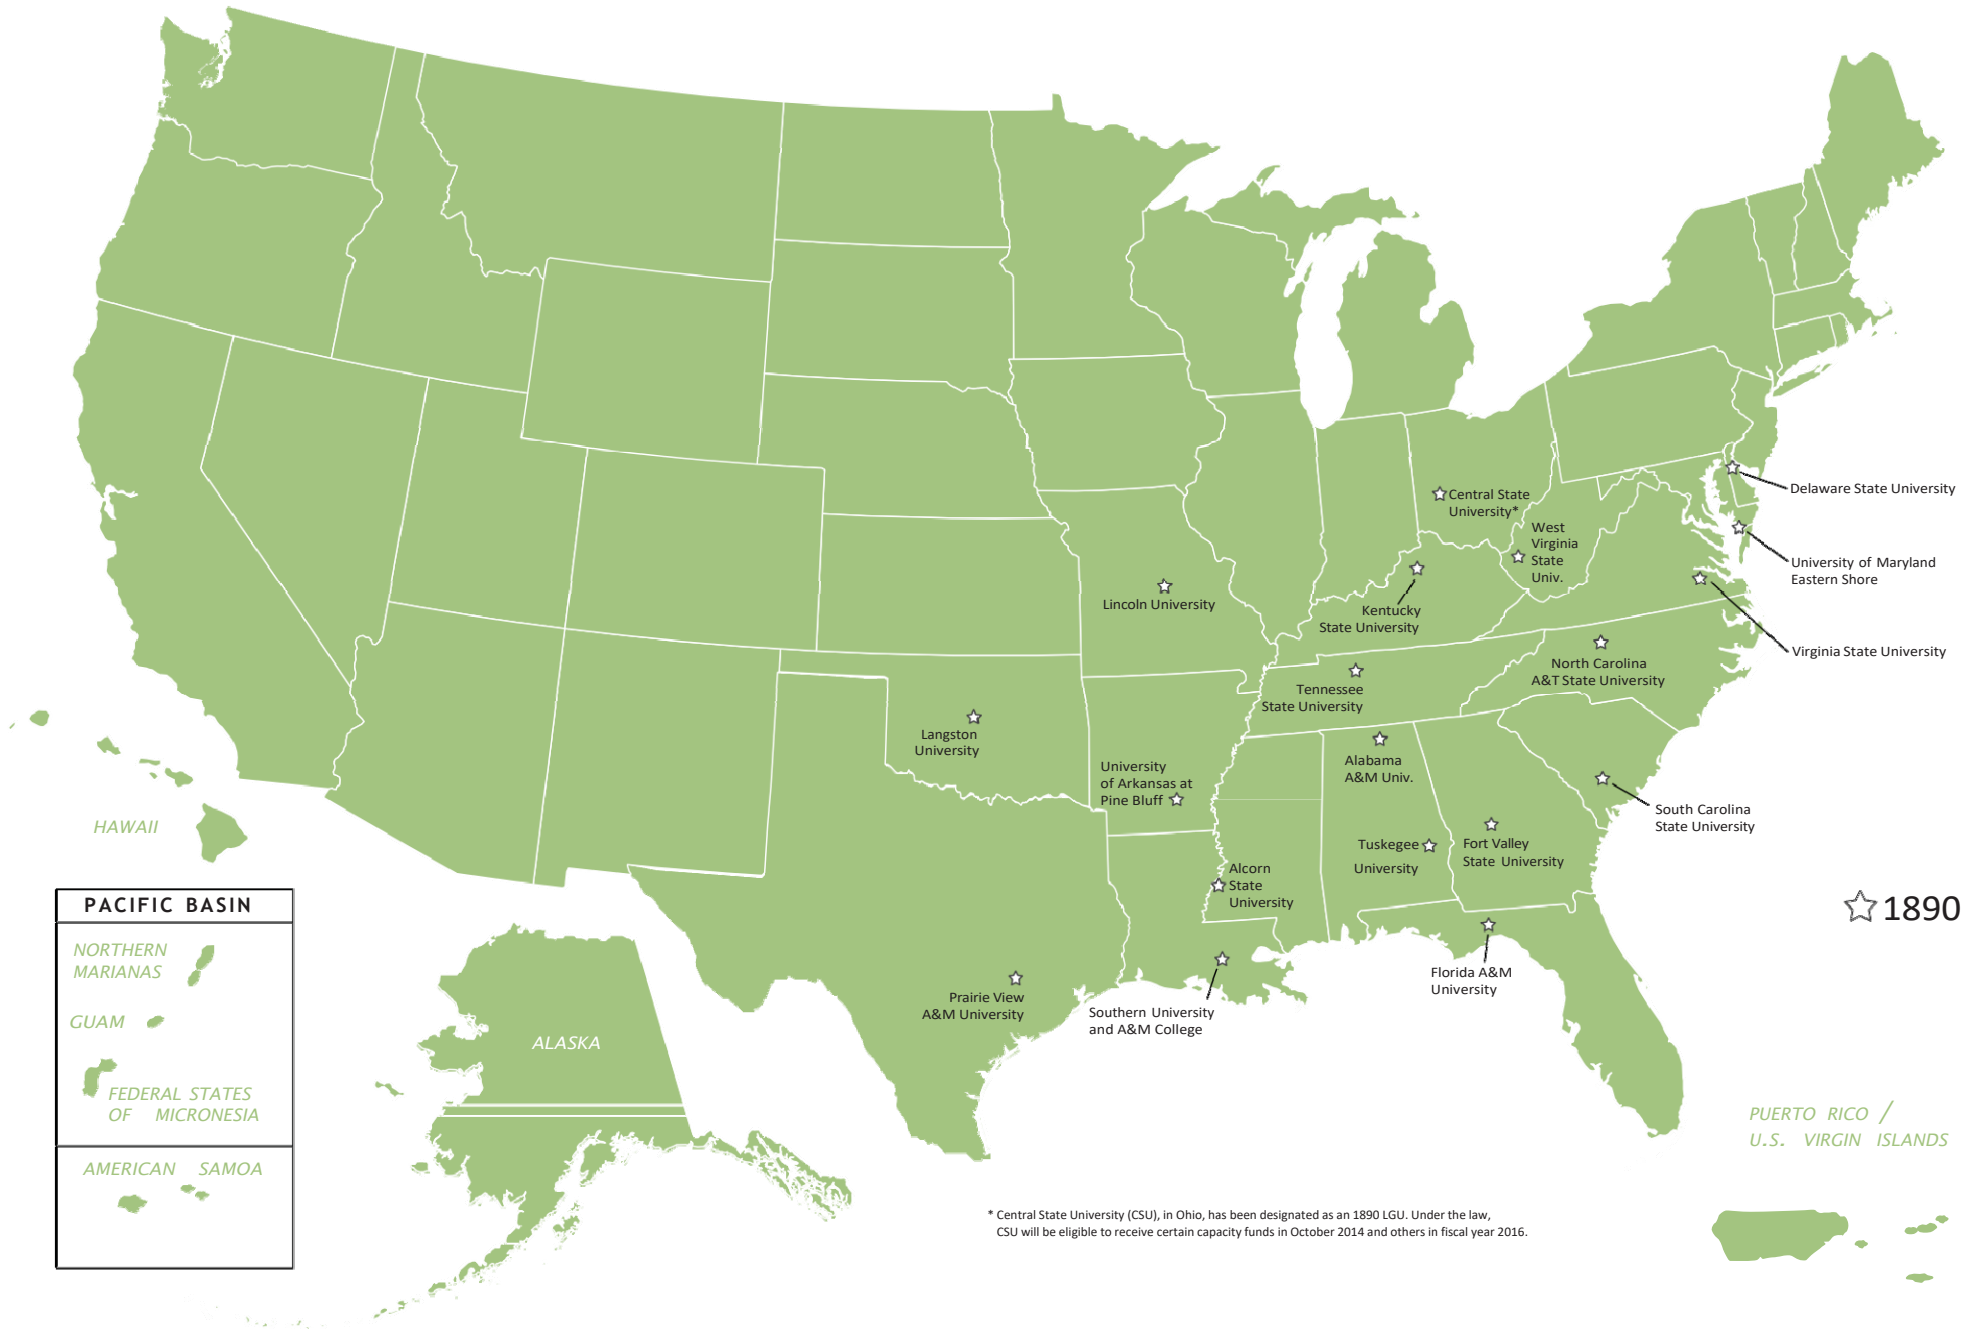 Central State
University*
West
Virginia
State
Univ.
Delaware State University
University of Maryland
Eastern Shore
Virginia State University
Lincoln University
Kentucky
State University
North Carolina
A&T State University
Tennessee
State University
Langston
University
University
of Arkansas at
Pine Bluff
Alabama
A&M Univ.
South Carolina
State University
Tuskegee
University
Fort Valley
State University
Alcorn
State
University
1890
Florida A&M
University
Prairie View
A&M University
Southern University
and A&M College
HAWAII
PACIFIC BASIN
NORTHERN
MARIANAS
GUAM
FEDERAL STATES
OF MICRONESIA
AMERICAN SAMOA
ALASKA
PUERTO RICO /
U.S. VIRGIN ISLANDS
* Central State University (CSU), in Ohio, has been designated as an 1890 LGU. Under the law,
CSU will be eligible to receive certain capacity funds in October 2014 and others in fiscal year 2016.